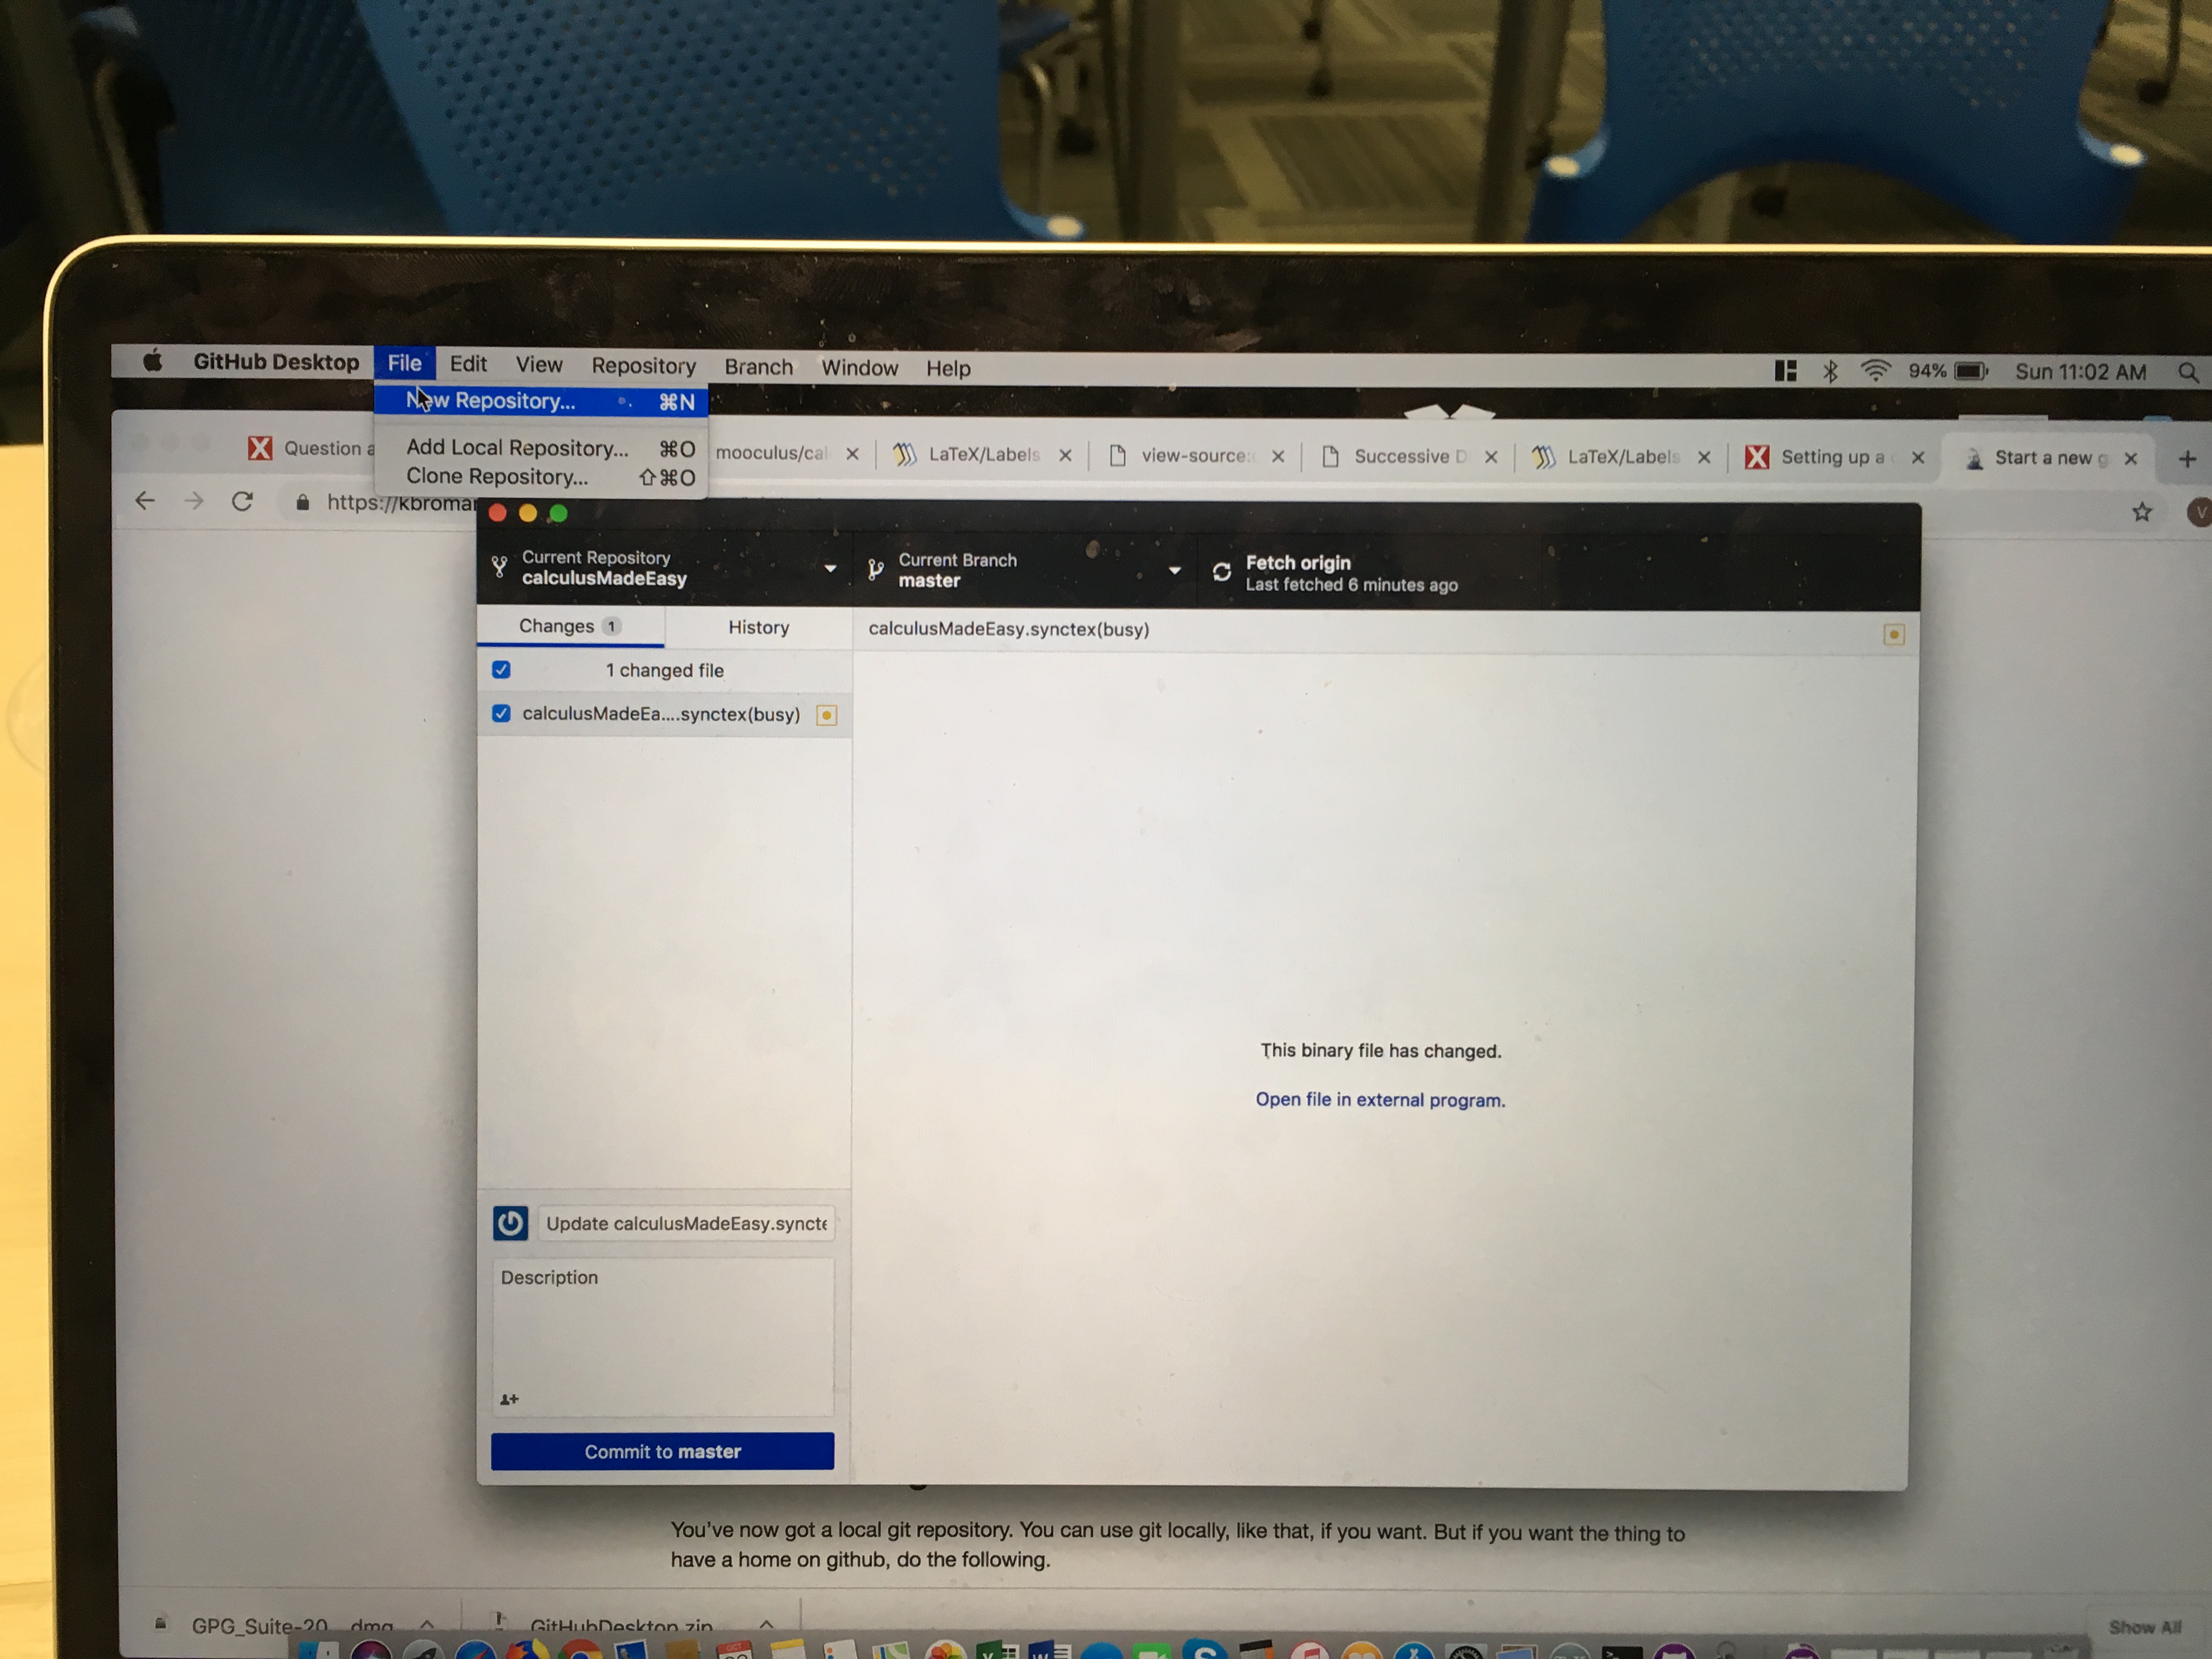 GitHub Desktop File Edit View Repository Branch Window Help 94% Sun 11:02 AM
New Repository... ⌘N
Add Local Repository... ⌘O
Clone Repository... ⇧⌘O
Question a mooculus/cal LaTeX/Labels view-source: Successive D LaTeX/Labels Setting up a Start a new g
https://kbroma
V
Current Repository
calculusMadeEasy
Current Branch
master
Fetch origin
Last fetched 6 minutes ago
Changes 1 History
calculusMadeEasy.synctex(busy)
1 changed file
calculusMadeEa....synctex(busy)
This binary file has changed.
Open file in external program.
Update calculusMadeEasy.syncte
Description
Commit to master
You've now got a local git repository. You can use git locally, like that, if you want. But if you want the thing to
have a home on github, do the following.
GPG_Suite-20....dmg GitHubDesktop.zip Show All
OCT